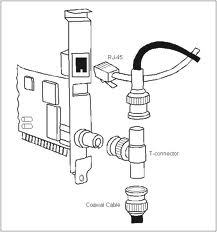 RJ-45
T-connector
Coaxial Cable